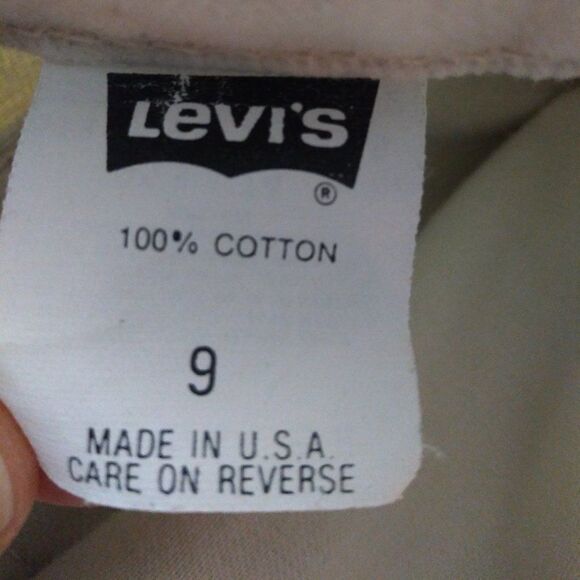 Levi's
®
100% COTTON
9
MADE IN U.S.A.
CARE ON REVERSE